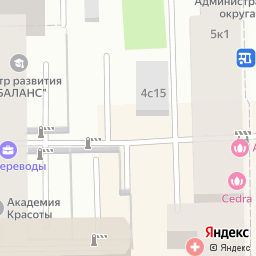 Администра
округа
5к1
тр развития
БАЛАНС"
4с15
А
ереводы
Cedra
Академия
Красоты
Яндекс
Яндекс